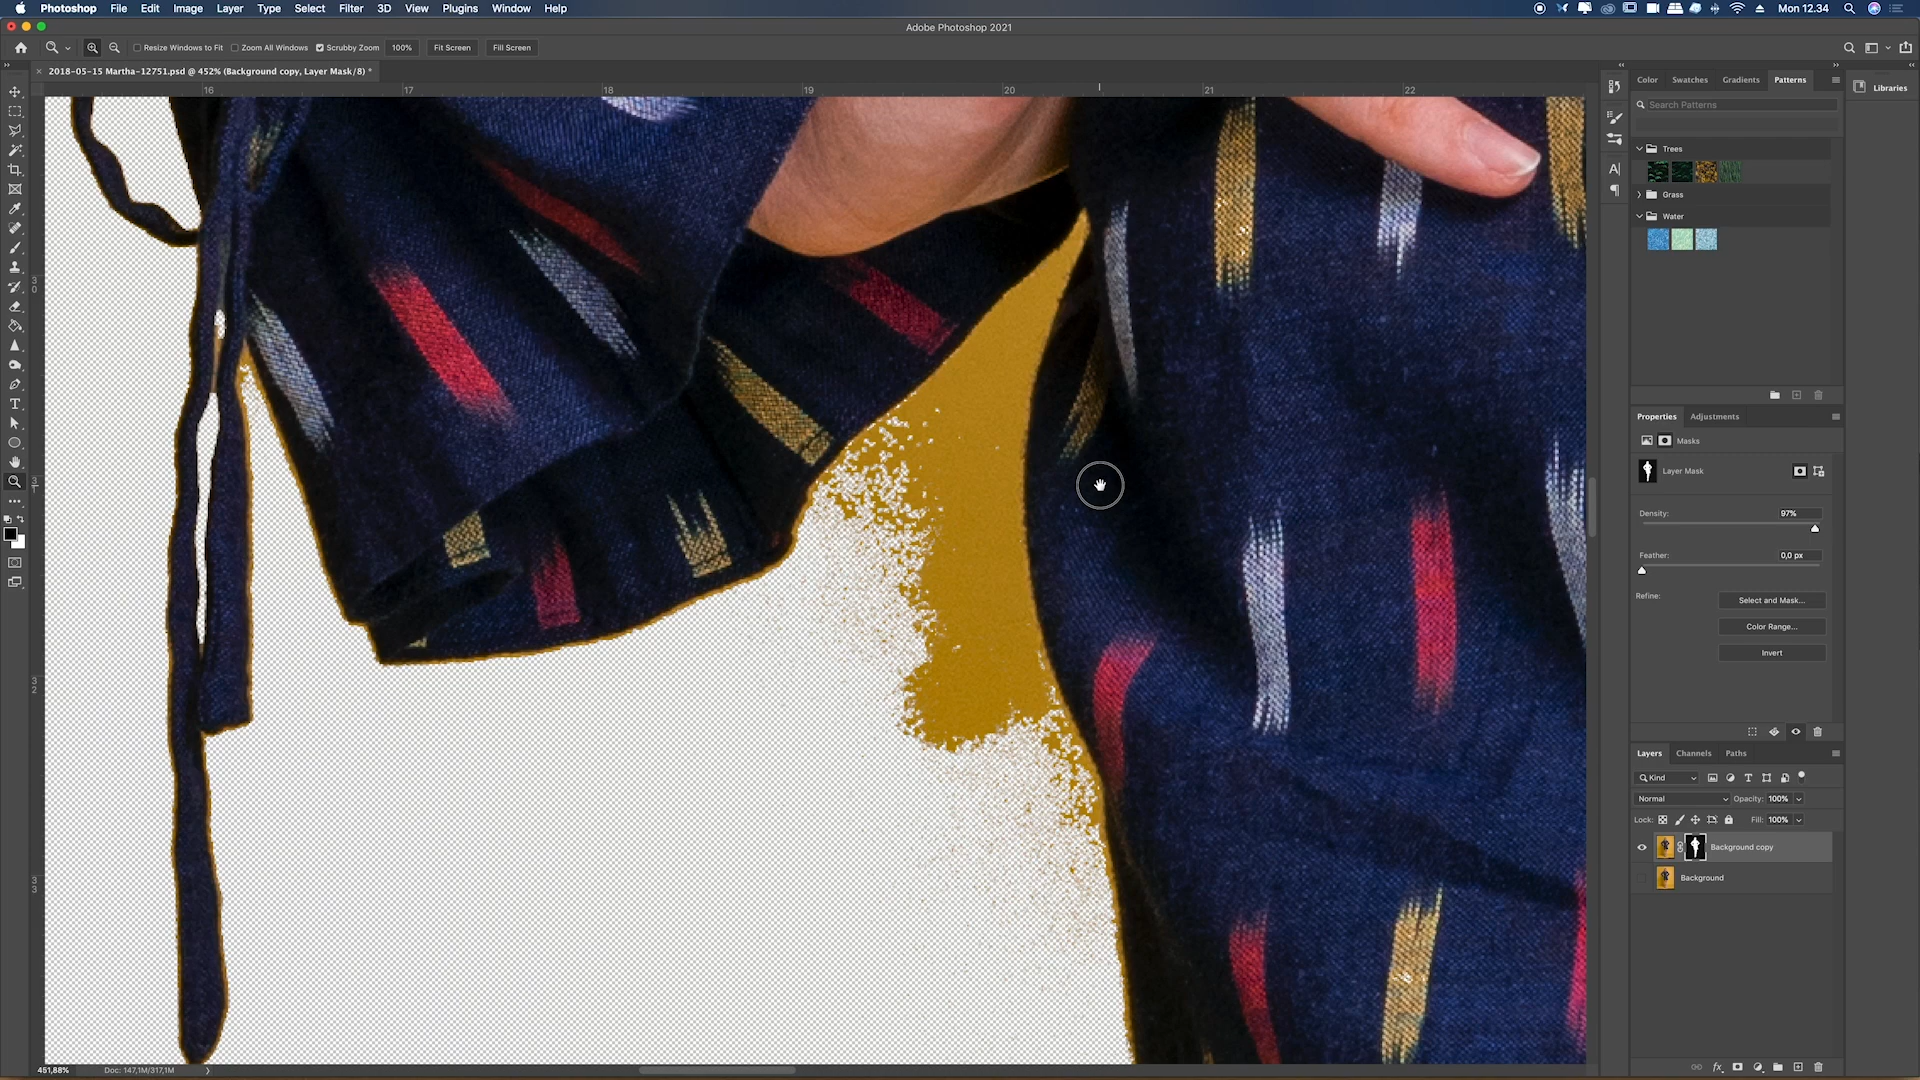 Photoshop File Edit Image Layer Type Select Filter 3D View Plugins Window Help Mon 12.34
Adobe Photoshop 2021
Resize Windows to Fit Zoom All Windows Scrubby Zoom 100% Fit Screen Fill Screen
2018-05-15 Martha-12751.psd @ 452% (Background copy, Layer Mask/8) *
16 17 18 19 20 21 22
Color Swatches Gradients Patterns
Libraries
Search Patterns
Trees
Grass
Water
30
31
32
33
Properties Adjustments
Masks
Layer Mask
Density: 97%
Feather: 0,0 px
Refine: Select and Mask...
Color Range...
Invert
Layers Channels Paths
Kind
Normal Opacity: 100%
Lock: Fill: 100%
Background copy
Background
451,88% Doc: 147,1M/317,1M